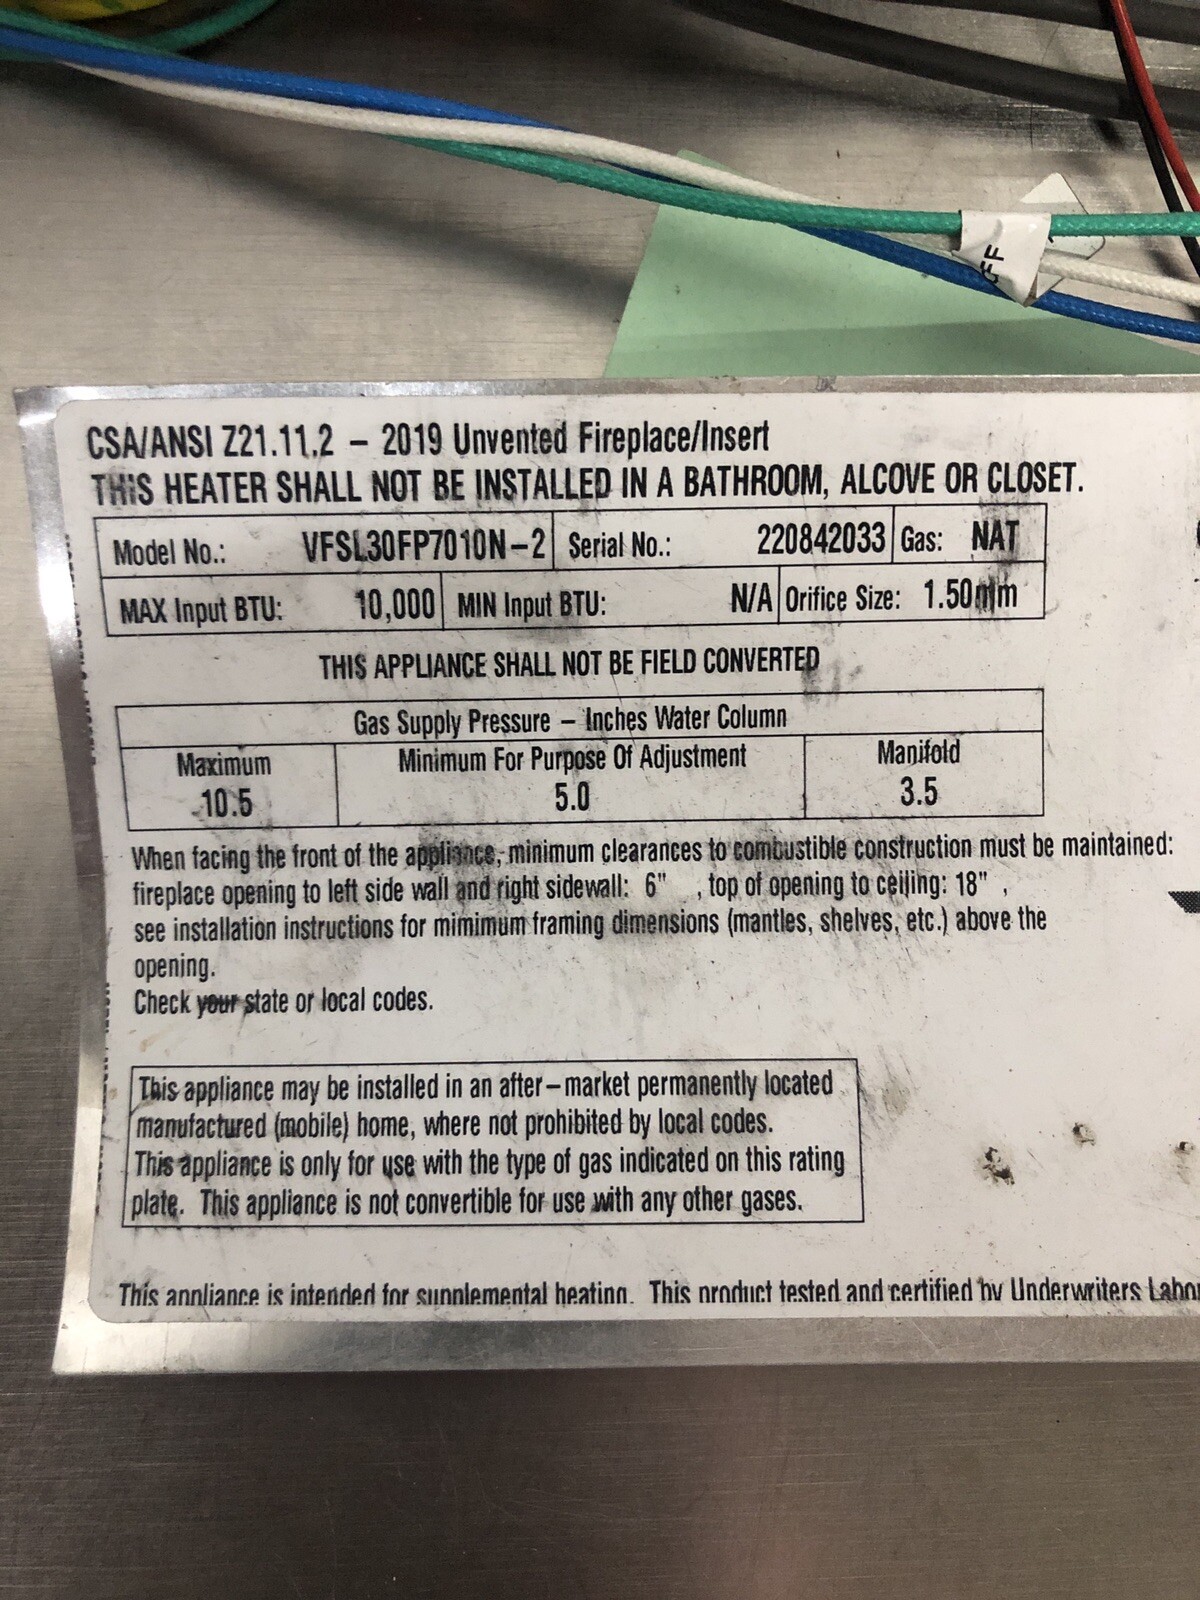 FF
CSA/ANSI Z21.11.2 – 2019 Unvented Fireplace/Insert
THIS HEATER SHALL NOT BE INSTALLED IN A BATHROOM, ALCOVE OR CLOSET.
Model No.: VFSL30FP7010N-2 Serial No.: 220842033 Gas: NAT
MAX Input BTU: 10,000 MIN Input BTU: N/A Orifice Size: 1.50mm
THIS APPLIANCE SHALL NOT BE FIELD CONVERTED
Gas Supply Pressure – Inches Water Column
Maximum Minimum For Purpose Of Adjustment Manifold
10.5 5.0 3.5
When facing the front of the appliance, minimum clearances to combustible construction must be maintained:
fireplace opening to left side wall and right sidewall: 6" , top of opening to ceiling: 18" ,
see installation instructions for mimimum framing dimensions (mantles, shelves, etc.) above the
opening.
Check your state or local codes.
This appliance may be installed in an after-market permanently located
manufactured (mobile) home, where not prohibited by local codes.
This appliance is only for use with the type of gas indicated on this rating
plate. This appliance is not convertible for use with any other gases.
This appliance is intended for supplemental heating. This product tested and certified by Underwriters Labor